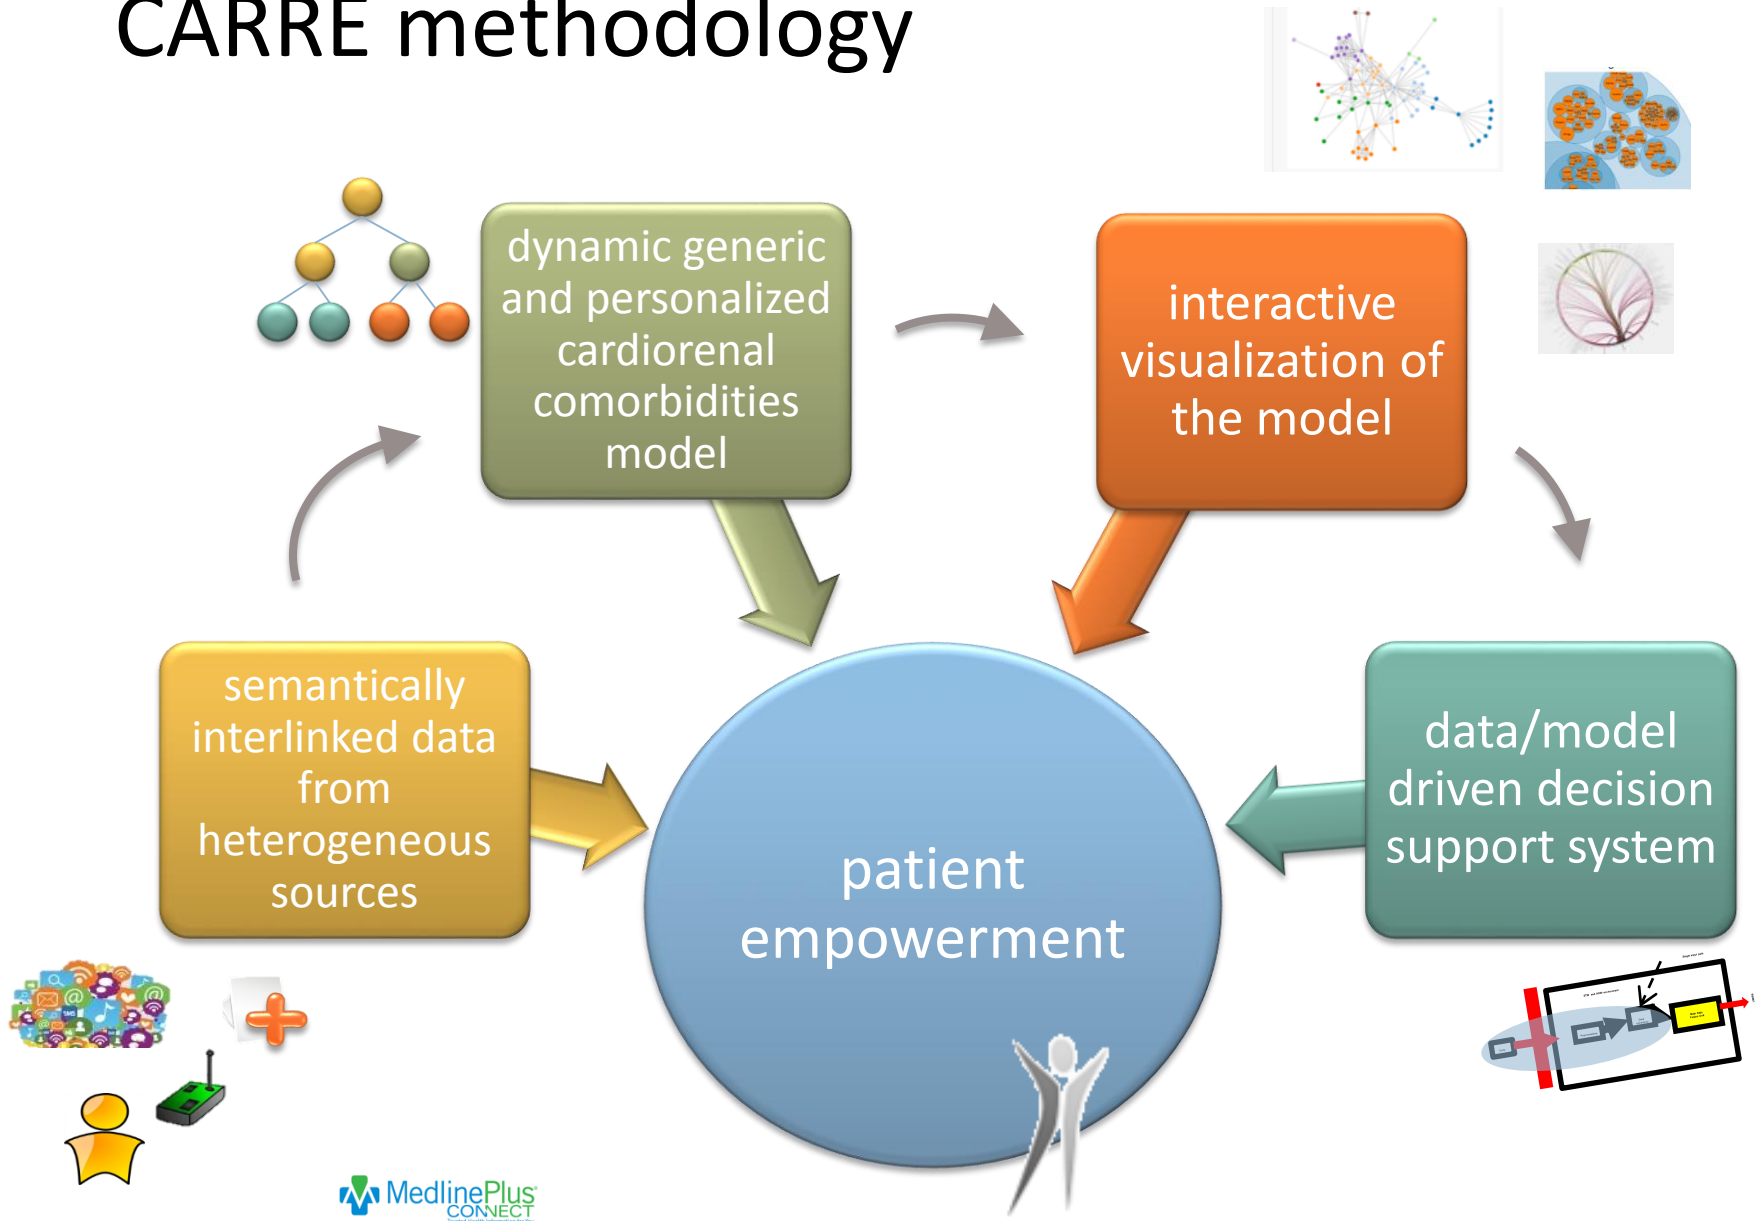 CARRE methodology
dynamic generic
and personalized
cardiorenal
comorbidities
model
interactive
visualization of
the model
semantically
interlinked data
from
heterogeneous
sources
data/model
driven decision
support system
patient
empowerment
MedlinePlus
CONNECT